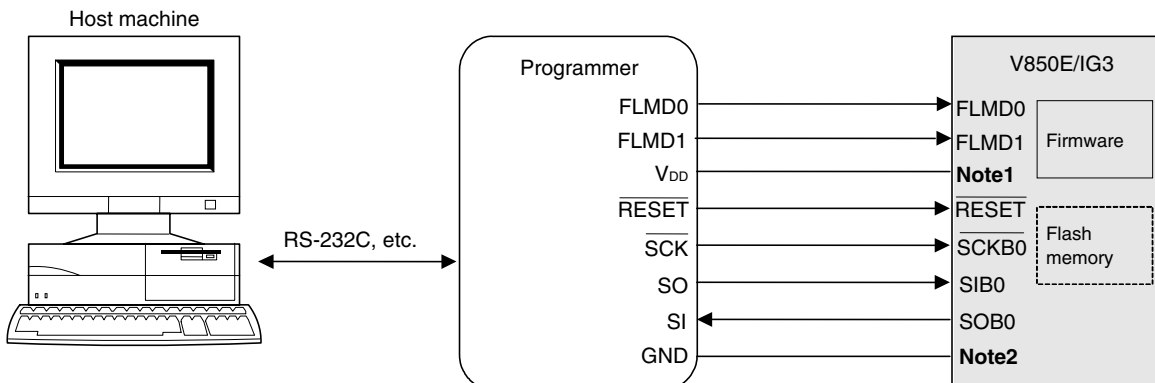 Host machine
RS-232C, etc.
Programmer
FLMD0
FLMD1
VDD
RESET
SCK
SO
SI
GND
V850E/IG3
FLMD0
FLMD1
Note1
RESET
SCKB0
SIB0
SOB0
Note2
Firmware
Flash
memory